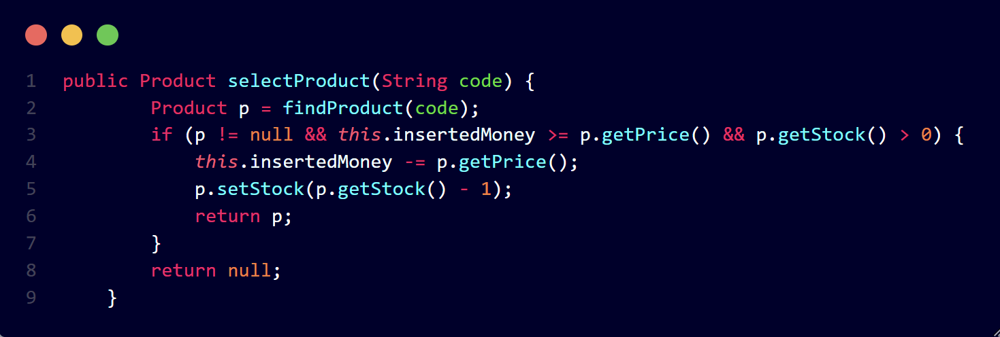 1 public Product selectProduct(String code) {
2         Product p = findProduct(code);
3         if (p != null && this.insertedMoney >= p.getPrice() && p.getStock() > 0) {
4             this.insertedMoney -= p.getPrice();
5             p.setStock(p.getStock() - 1);
6             return p;
7         }
8         return null;
9     }